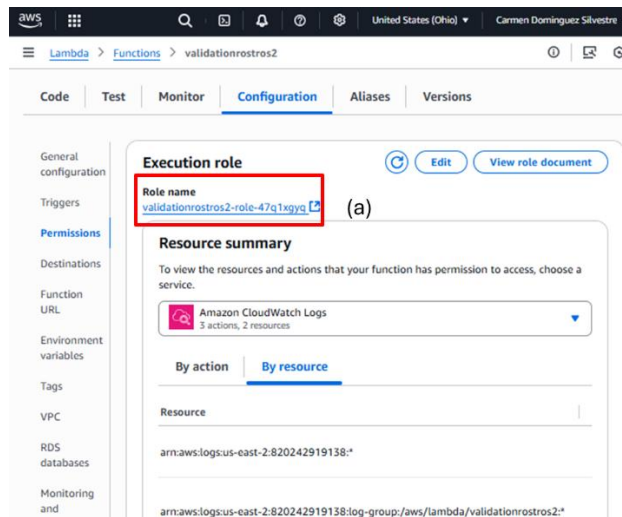 aws United States (Ohio) ▼ Carmen Dominguez Silvestre
Lambda > Functions > validationrostros2
Code Test Monitor Configuration Aliases Versions
General
configuration
Triggers
Permissions
Destinations
Function
URL
Environment
variables
Tags
VPC
RDS
databases
Monitoring
and
Execution role Edit View role document
Role name
validationrostros2-role-47q1xgyq
(a)
Resource summary
To view the resources and actions that your function has permission to access, choose a
service.
Amazon CloudWatch Logs
3 actions, 2 resources
By action By resource
Resource
arn:aws:logs:us-east-2:820242919138:*
arn:aws:logs:us-east-2:820242919138:log-group:/aws/lambda/validationrostros2:*